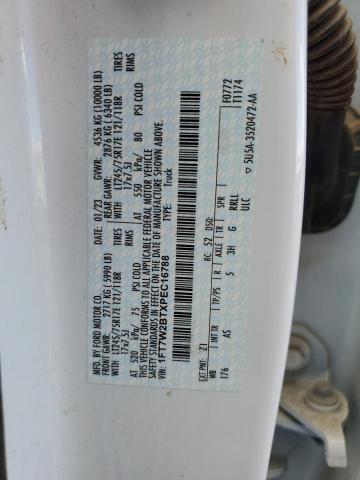 MFD. BY FORD MOTOR CO.
DATE: 01/23 GVWR: 4536 KG (10000 LB)
FRONT GAWR: 2717 KG (5990 LB) REAR GAWR: 2876 KG (6340 LB)
WITH LT245/75R17E 121/118R TIRES WITH LT245/75R17E 121/118R TIRES
17x7.5J RIMS 17x7.5J RIMS
AT 520 kPa/ 75 PSI COLD AT 550 kPa/ 80 PSI COLD
THIS VEHICLE CONFORMS TO ALL APPLICABLE FEDERAL MOTOR VEHICLE
SAFETY STANDARDS IN EFFECT ON THE DATE OF MANUFACTURE SHOWN ABOVE.
VIN: 1FT7W2BTXPEC16788 TYPE: Truck
F0772
T1174
EXT PNT: Z1 RC: 52 DSO:
WB INT TR TP/PS R AXLE TR SPR
176 AS 5 3H G RRLL
ULC
5U5A-3520472-AA